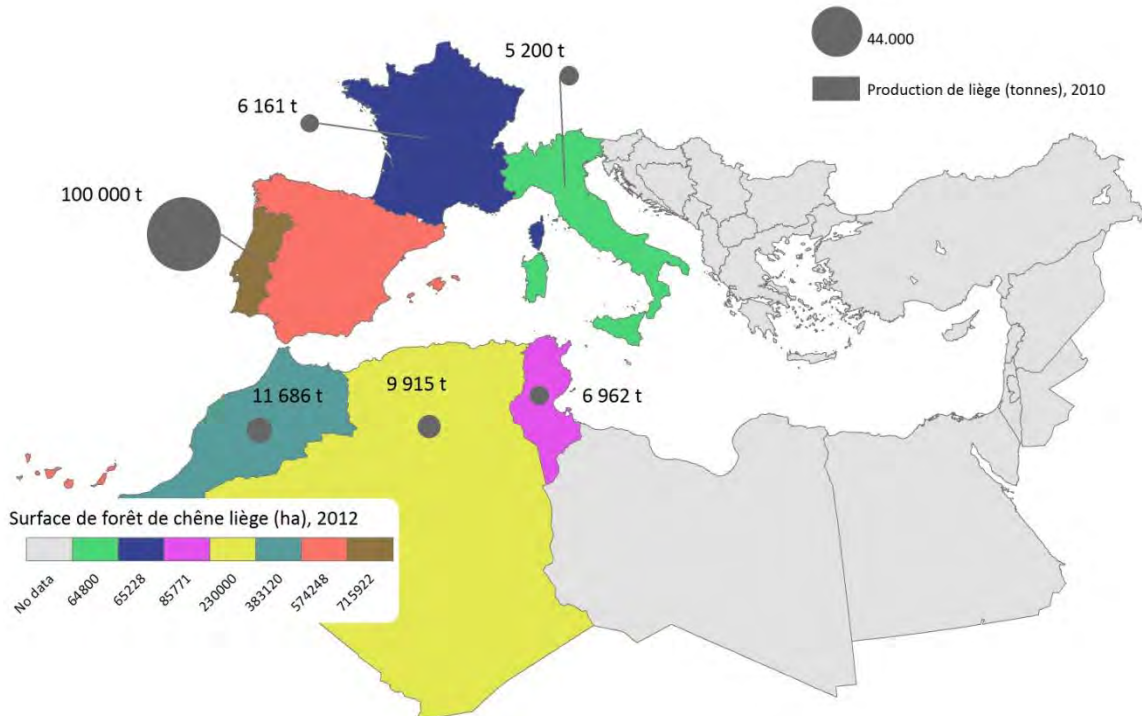 44.000
Production de liège (tonnes), 2010
5 200 t
6 161 t
100 000 t
11 686 t
9 915 t
6 962 t
Surface de forêt de chêne liège (ha), 2012
No data
64800
65228
85771
230000
383120
574248
715922